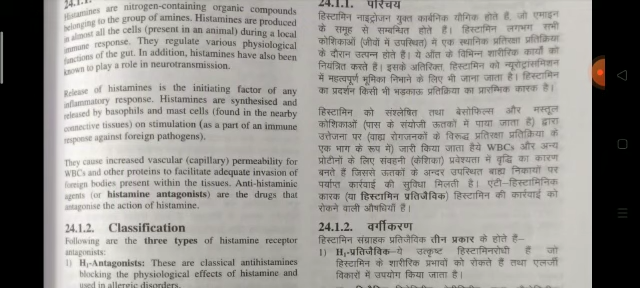 24.1.1.
Histamines are nitrogen-containing organic compounds
belonging to the group of amines. Histamines are produced
in almost all the cells (present in an animal) during a local
immune response. They regulate various physiological
functions of the gut. In addition, histamines have also been
known to play a role in neurotransmission.
Release of histamines is the initiating factor of any
inflammatory response. Histamines are synthesised and
released by basophils and mast cells (found in the nearby
connective tissues) on stimulation (as a part of an immune
response against foreign pathogens).
They cause increased vascular (capillary) permeability for
WBCs and other proteins to facilitate adequate invasion of
foreign bodies present within the tissues. Anti-histaminic
agents (or histamine antagonists) are the drugs that
antagonise the action of histamine.
24.1.2. Classification
Following are the three types of histamine receptor
antagonists:
1) H₁-Antagonists: These are classical antihistamines
blocking the physiological effects of histamine and
used in allergic disorders.
24.1.1. परिचय
हिस्टामिन नाइट्रोजन युक्त कार्बनिक यौगिक होते हैं, जो एमाइन
के समूह से सम्बन्धित होते हैं। हिस्टामिन लगभग सभी
कोशिकाओं (जीवों में उपस्थित) में एक स्थानिक प्रतिरक्षा प्रतिक्रिया
के दौरान उत्पन्न होते हैं। ये आँत के विभिन्न शारीरिक कार्यों को
नियंत्रित करते हैं। इसके अतिरिक्त, हिस्टामिन को न्यूरोट्रांसमिशन
में महत्वपूर्ण भूमिका निभाने के लिए भी जाना जाता है। हिस्टामिन
का प्रदर्शन किसी भी भड़काऊ प्रतिक्रिया का प्रारम्भिक कारक है।
हिस्टामिन को संश्लेषित तथा बेसोफिल्स और मस्तूल
कोशिकाओं (पास के संयोजी ऊतकों में पाया जाता है) द्वारा
उत्तेजना पर (बाह्य रोगजनकों के विरुद्ध प्रतिरक्षा प्रतिक्रिया के
एक भाग के रूप में) जारी किया जाता हैये WBCs और अन्य
प्रोटीनों के लिए संवहनी (केशिका) प्रवेश्यता में वृद्धि का कारण
बनते हैं जिससे ऊतकों के अन्दर उपस्थित बाह्य निकायों पर
पर्याप्त कार्रवाई की सुविधा मिलती है। एंटी-हिस्टामिनिक
कारक (या हिस्टामिन प्रतिजैविक) हिस्टामिन की कार्यवाई को
रोकने वाली औषधियाँ हैं।
24.1.2. वर्गीकरण
हिस्टामिन संग्राहक प्रतिजैविक तीन प्रकार के होते हैं–
1) H₁-प्रतिजैविक–ये उत्कृष्ट हिस्टामिनरोधी हैं जो
हिस्टामिन के शारीरिक प्रभावों को रोकते हैं तथा एलर्जी
विकारों में उपयोग किया जाता है।